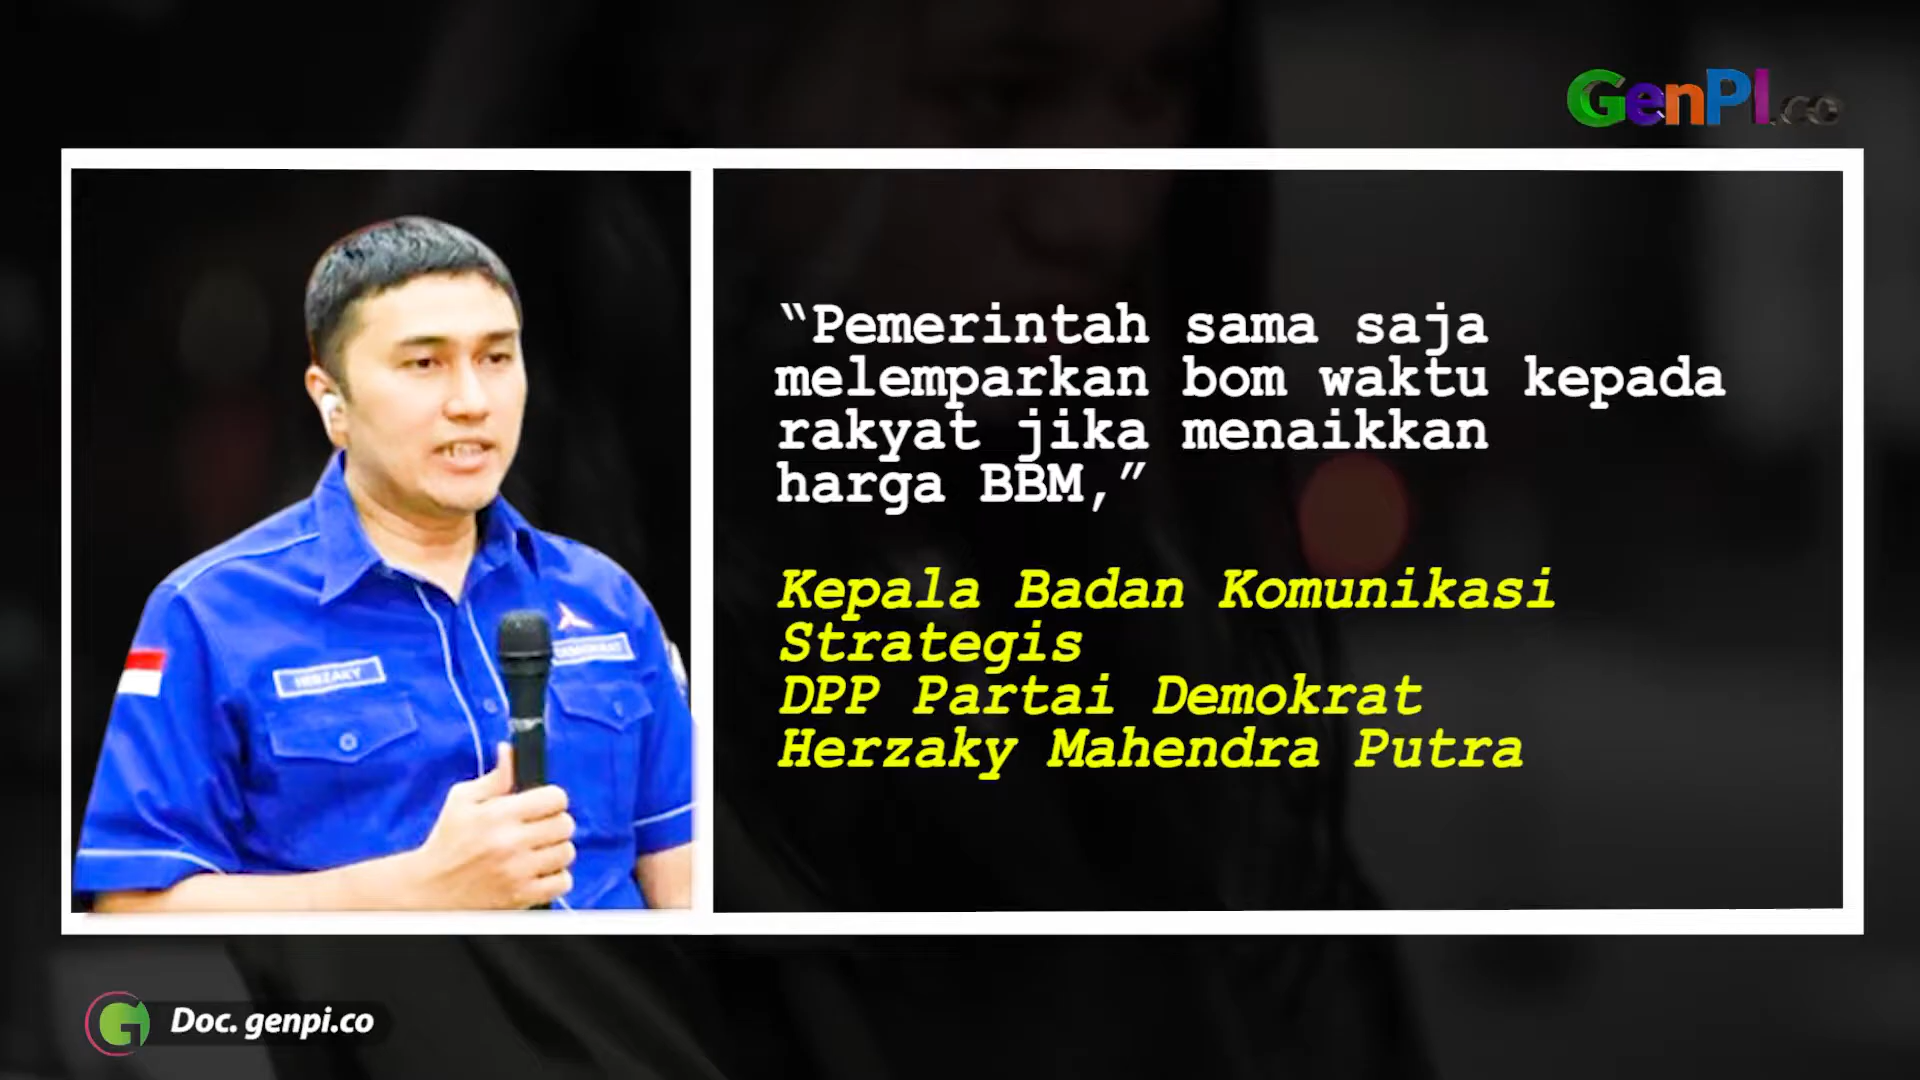 GenPI.co
“Pemerintah sama saja
melemparkan bom waktu kepada
rakyat jika menaikkan
harga BBM,”
Kepala Badan Komunikasi
Strategis
DPP Partai Demokrat
Herzaky Mahendra Putra
HERZAKY
Doc. genpi.co